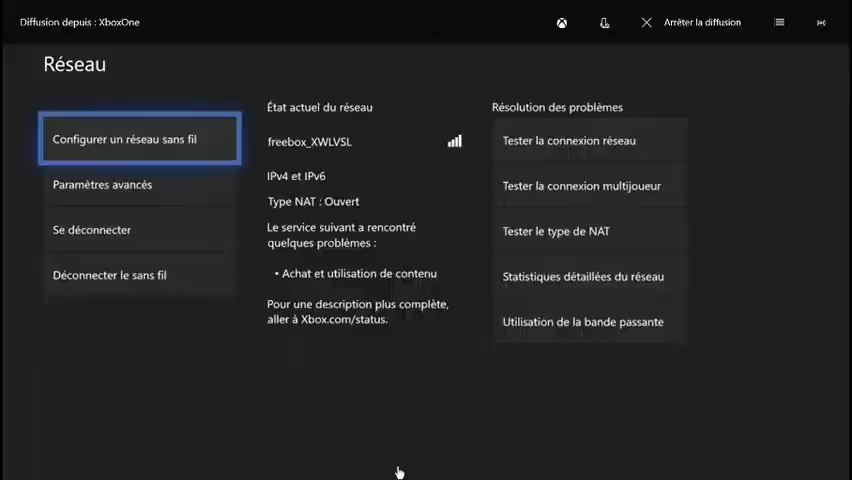 Diffusion depuis : XboxOne
Arrêter la diffusion
Réseau
Configurer un réseau sans fil
Paramètres avancés
Se déconnecter
Déconnecter le sans fil
État actuel du réseau
freebox_XWLVSL
IPv4 et IPv6
Type NAT : Ouvert
Le service suivant a rencontré
quelques problèmes :
• Achat et utilisation de contenu
Pour une description plus complète,
aller à Xbox.com/status.
Résolution des problèmes
Tester la connexion réseau
Tester la connexion multijoueur
Tester le type de NAT
Statistiques détaillées du réseau
Utilisation de la bande passante